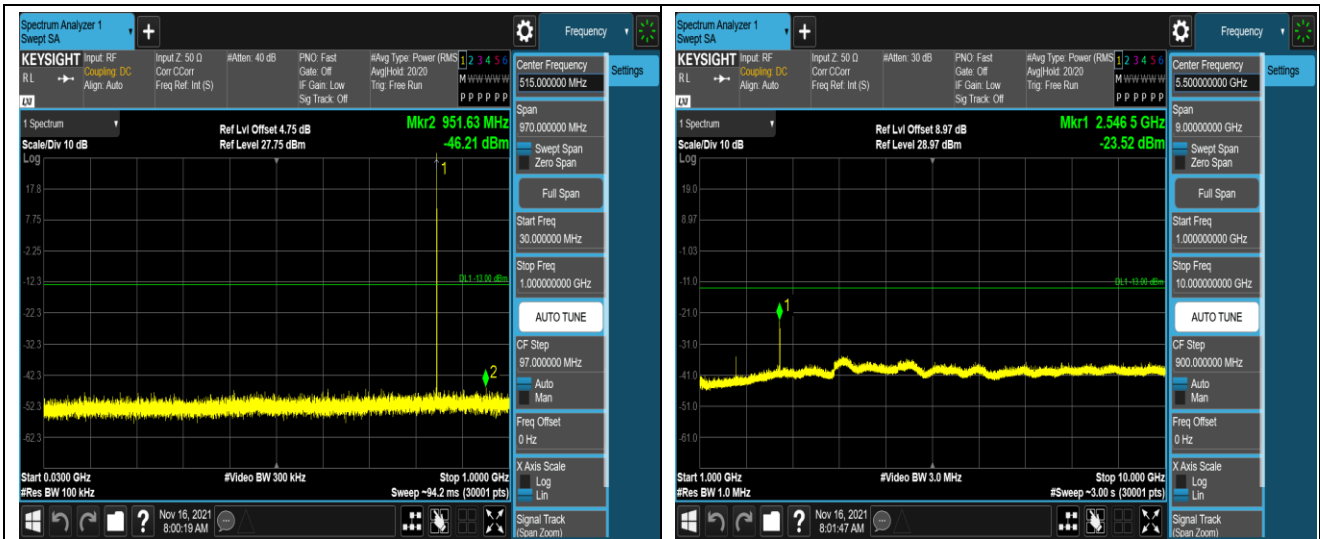 Spectrum Analyzer 1
Swept SA
+
Frequency
KEYSIGHT
RL
LXI
Input: RF
Coupling: DC
Align: Auto
Input Z: 50 Ω
Corr CCorr
Freq Ref: Int (S)
#Atten: 40 dB
PNO: Fast
Gate: Off
IF Gain: Low
Sig Track: Off
#Avg Type: Power (RMS
Avg|Hold: 20/20
Trig: Free Run
1 2 3 4 5 6
M W W W W W
P P P P P P
Center Frequency
515.000000 MHz
Settings
1 Spectrum
Scale/Div 10 dB
Log
Ref Lvl Offset 4.75 dB
Ref Level 27.75 dBm
Mkr2 951.63 MHz
-46.21 dBm
1
17.8
7.75
-2.25
-12.3
DL1 -13.00 dBm
-22.3
-32.3
-42.3
2
-52.3
-62.3
Start 0.0300 GHz
#Res BW 100 kHz
#Video BW 300 kHz
Stop 1.0000 GHz
Sweep ~94.2 ms (30001 pts)
Span
970.000000 MHz
Swept Span
Zero Span
Full Span
Start Freq
30.000000 MHz
Stop Freq
1.000000000 GHz
AUTO TUNE
CF Step
97.000000 MHz
Auto
Man
Freq Offset
0 Hz
X Axis Scale
Log
Lin
Signal Track
(Span Zoom)
?
Nov 16, 2021
8:00:19 AM
Spectrum Analyzer 1
Swept SA
+
Frequency
KEYSIGHT
RL
LXI
Input: RF
Coupling: DC
Align: Auto
Input Z: 50 Ω
Corr CCorr
Freq Ref: Int (S)
#Atten: 30 dB
PNO: Fast
Gate: Off
IF Gain: Low
Sig Track: Off
#Avg Type: Power (RMS
Avg|Hold: 20/20
Trig: Free Run
1 2 3 4 5 6
M W W W W W
P P P P P P
Center Frequency
5.500000000 GHz
Settings
1 Spectrum
Scale/Div 10 dB
Log
Ref Lvl Offset 8.97 dB
Ref Level 28.97 dBm
Mkr1 2.546 5 GHz
-23.52 dBm
19.0
8.97
-1.03
-11.0
DL1 -13.00 dBm
1
-21.0
-31.0
-41.0
-51.0
-61.0
Start 1.000 GHz
#Res BW 1.0 MHz
#Video BW 3.0 MHz
Stop 10.000 GHz
#Sweep ~3.00 s (30001 pts)
Span
9.00000000 GHz
Swept Span
Zero Span
Full Span
Start Freq
1.000000000 GHz
Stop Freq
10.000000000 GHz
AUTO TUNE
CF Step
900.000000 MHz
Auto
Man
Freq Offset
0 Hz
X Axis Scale
Log
Lin
Signal Track
(Span Zoom)
?
Nov 16, 2021
8:01:47 AM